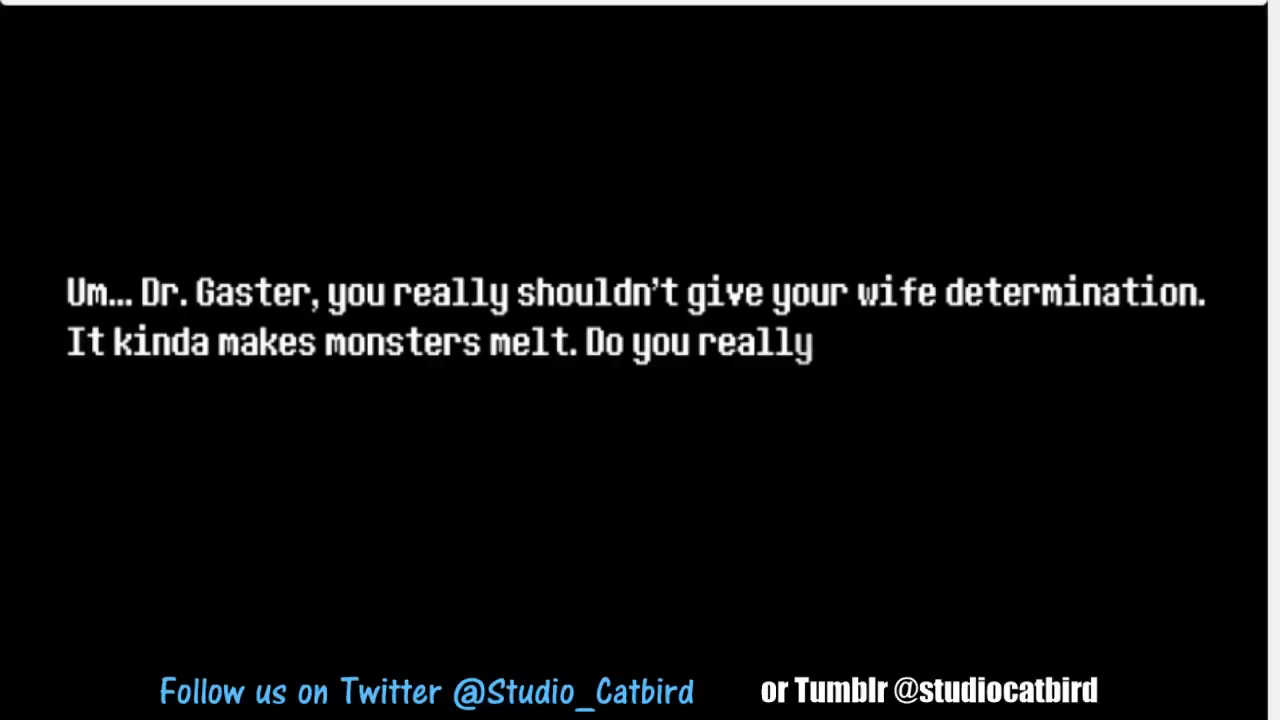 Um... Dr. Gaster, you really shouldn't give your wife determination.
It kinda makes monsters melt. Do you really
Follow us on Twitter @Studio_Catbird or Tumblr @studiocatbird